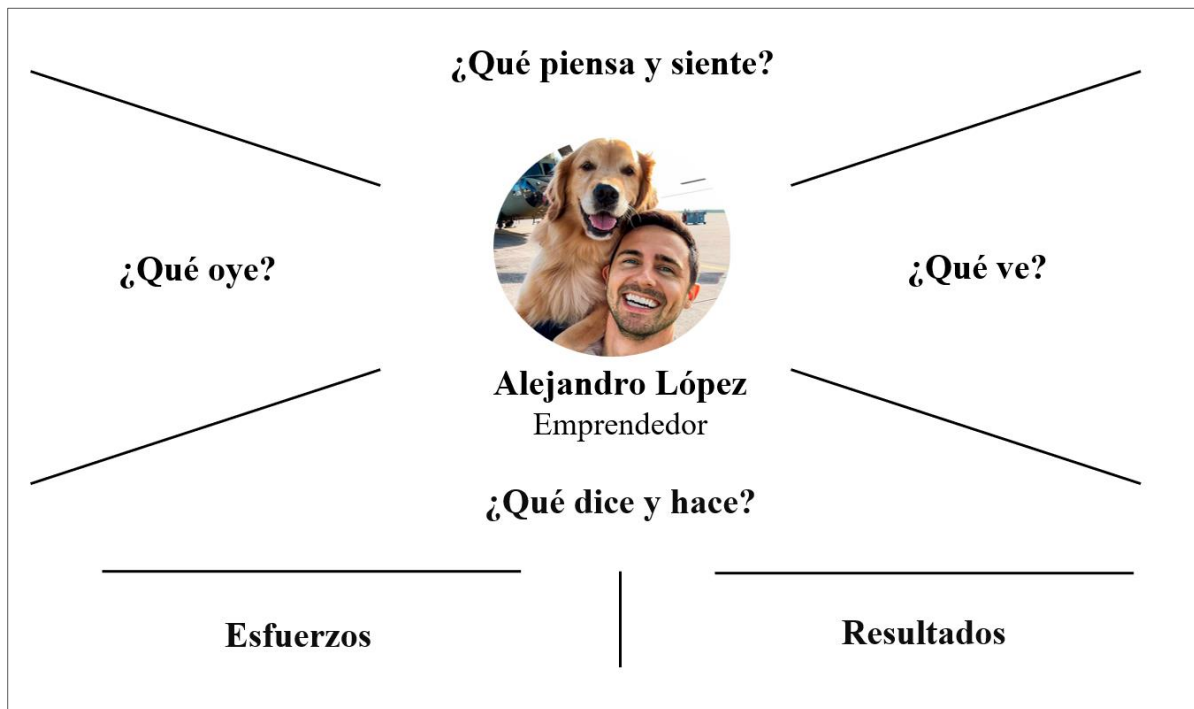 ¿Qué piensa y siente?
¿Qué oye?
¿Qué ve?
Alejandro López
Emprendedor
¿Qué dice y hace?
Esfuerzos
Resultados